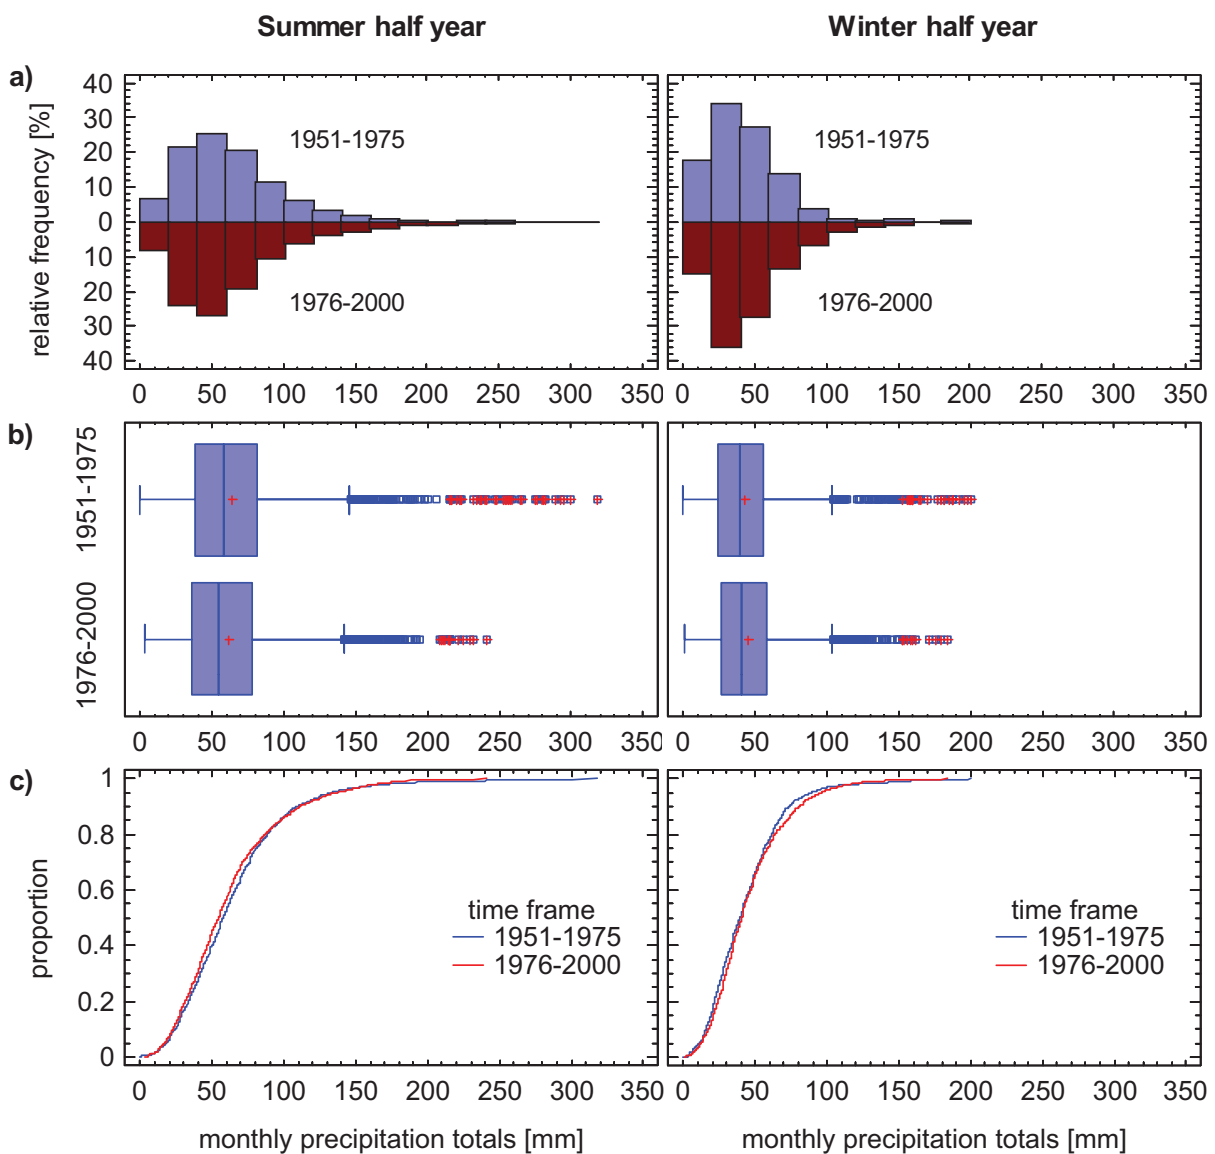 Summer half year
Winter half year
a)
relative frequency [%]
40
30
20
10
0
10
20
30
40
1951-1975
1976-2000
1951-1975
1976-2000
0 50 100 150 200 250 300 350
0 50 100 150 200 250 300 350
b)
1951-1975
1976-2000
0 50 100 150 200 250 300 350
0 50 100 150 200 250 300 350
c)
proportion
1
0.8
0.6
0.4
0.2
0
time frame
1951-1975
1976-2000
time frame
1951-1975
1976-2000
0 50 100 150 200 250 300 350
0 50 100 150 200 250 300 350
monthly precipitation totals [mm]
monthly precipitation totals [mm]